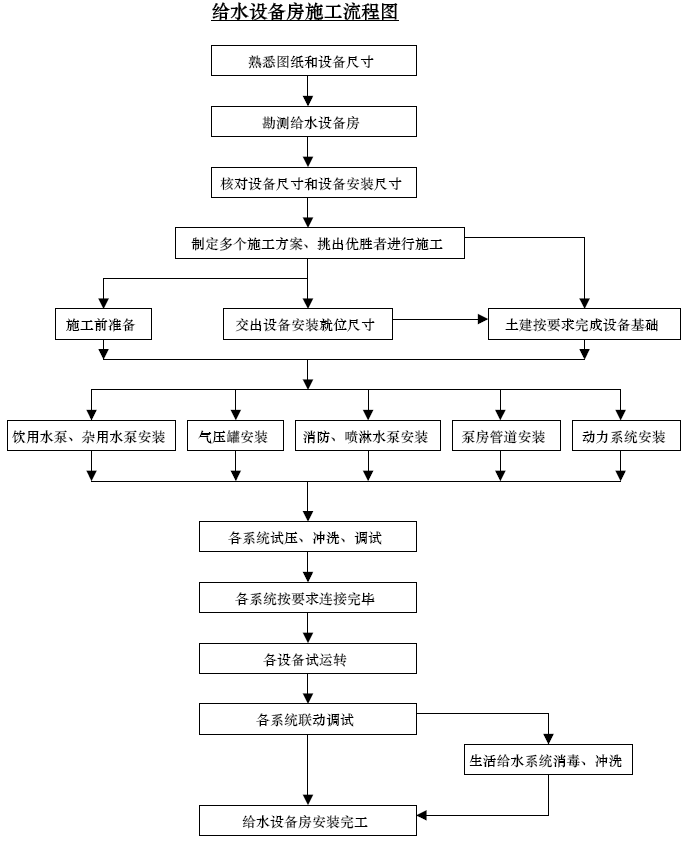 给水设备房施工流程图
熟悉图纸和设备尺寸
勘测给水设备房
核对设备尺寸和设备安装尺寸
制定多个施工方案、挑出优胜者进行施工
施工前准备
交出设备安装就位尺寸
土建按要求完成设备基础
饮用水泵、杂用水泵安装
气压罐安装
消防、喷淋水泵安装
泵房管道安装
动力系统安装
各系统试压、冲洗、调试
各系统按要求连接完毕
各设备试运转
各系统联动调试
生活给水系统消毒、冲洗
给水设备房安装完工